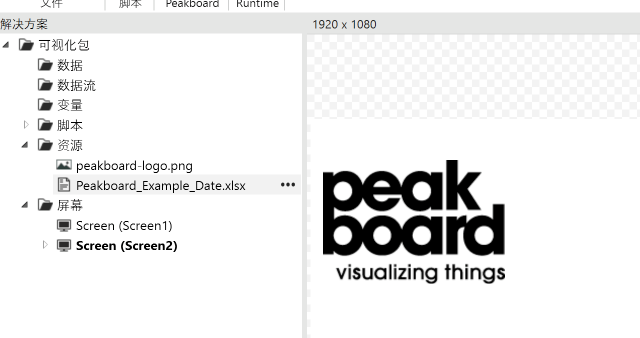 文件 脚本 Peakboard Runtime
解决方案
1920 x 1080
可视化包
数据
数据流
变量
脚本
资源
peakboard-logo.png
Peakboard_Example_Date.xlsx
屏幕
Screen (Screen1)
Screen (Screen2)
peak
board
visualizing things